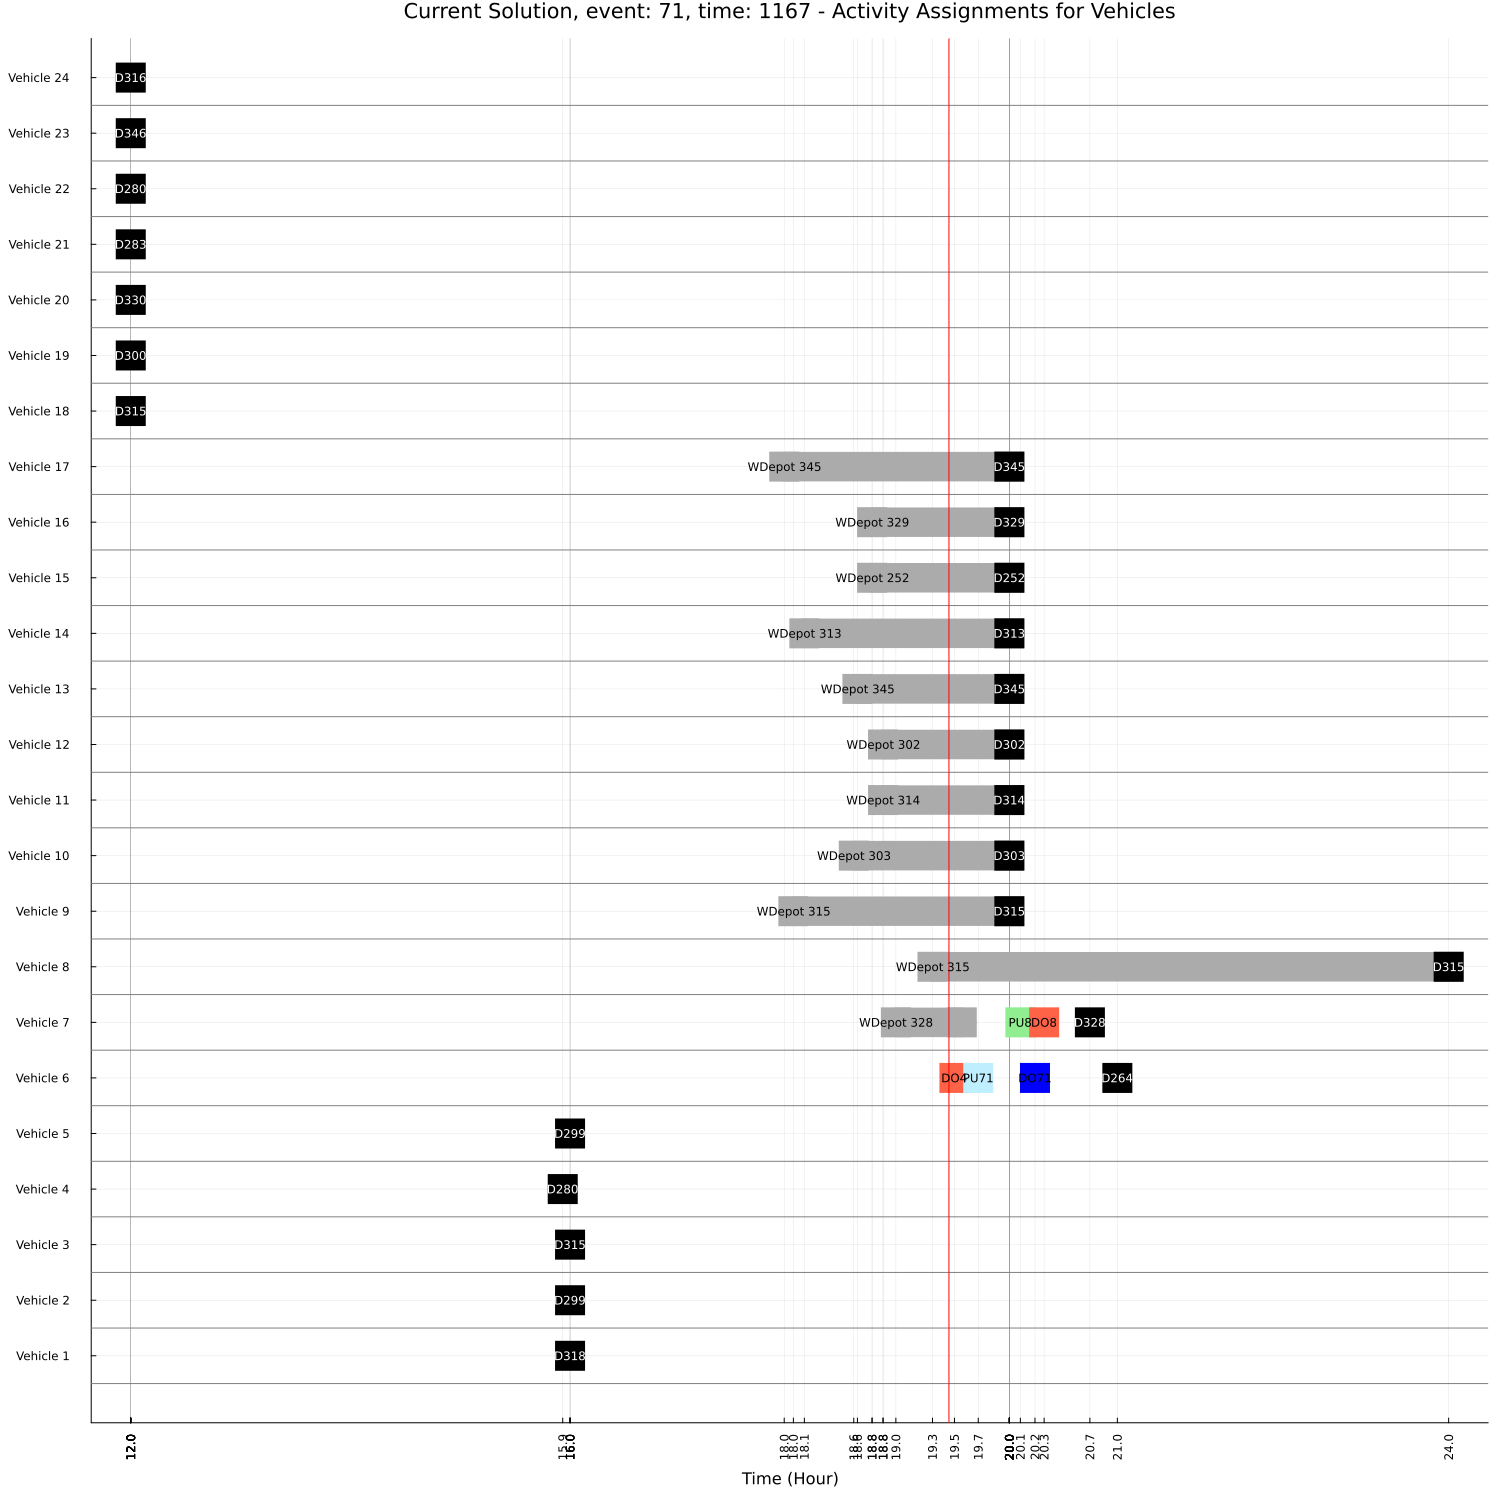 Current Solution, event: 71, time: 1167 - Activity Assignments for Vehicles
Vehicle 24 D316
Vehicle 23 D346
Vehicle 22 D280
Vehicle 21 D283
Vehicle 20 D330
Vehicle 19 D300
Vehicle 18 D315
Vehicle 17 WDepot 345 D345
Vehicle 16 WDepot 329 D329
Vehicle 15 WDepot 252 D252
Vehicle 14 WDepot 313 D313
Vehicle 13 WDepot 345 D345
Vehicle 12 WDepot 302 D302
Vehicle 11 WDepot 314 D314
Vehicle 10 WDepot 303 D303
Vehicle 9 WDepot 315 D315
Vehicle 8 WDepot 315 D315
Vehicle 7 WDepot 328 PU8 DO8 D328
Vehicle 6 DO4 PU71 DO71 D264
Vehicle 5 D299
Vehicle 4 D280
Vehicle 3 D315
Vehicle 2 D299
Vehicle 1 D318
12.0 15.9 16.0 18.0 18.1 18.8 18.8 19.0 19.3 19.5 19.7 20.0 20.1 20.3 20.7 21.0 24.0
Time (Hour)